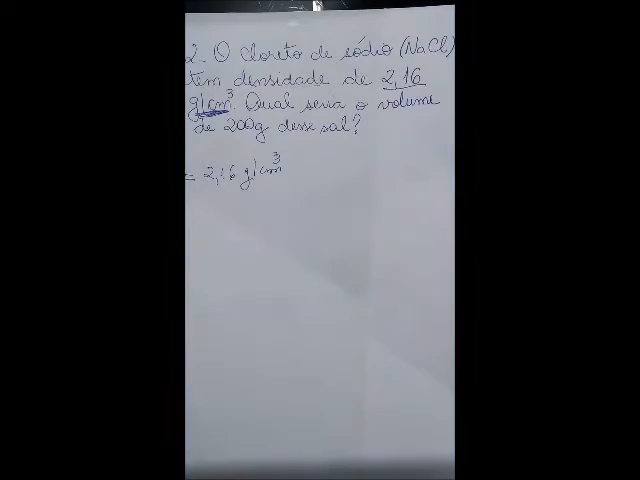 2. O cloreto de sódio (NaCl)
tem densidade de 2,16
g/cm³. Qual seria o volume
de 200g desse sal?
= 2,16 g/cm³